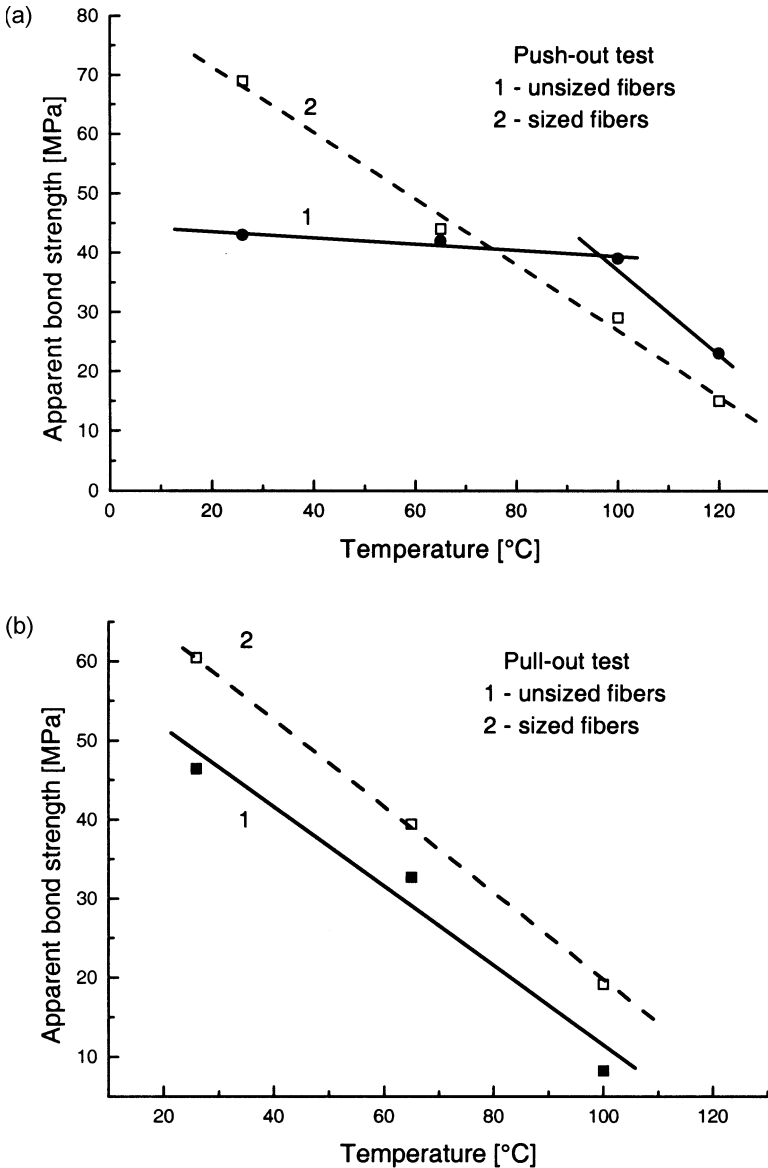 (a)
80
70
60
50
40
30
20
10
0
Apparent bond strength [MPa]
Push-out test
1 - unsized fibers
2 - sized fibers
2
1
0 20 40 60 80 100 120
Temperature [°C]
(b)
60
50
40
30
20
10
Apparent bond strength [MPa]
Pull-out test
1 - unsized fibers
2 - sized fibers
2
1
20 40 60 80 100 120
Temperature [°C]